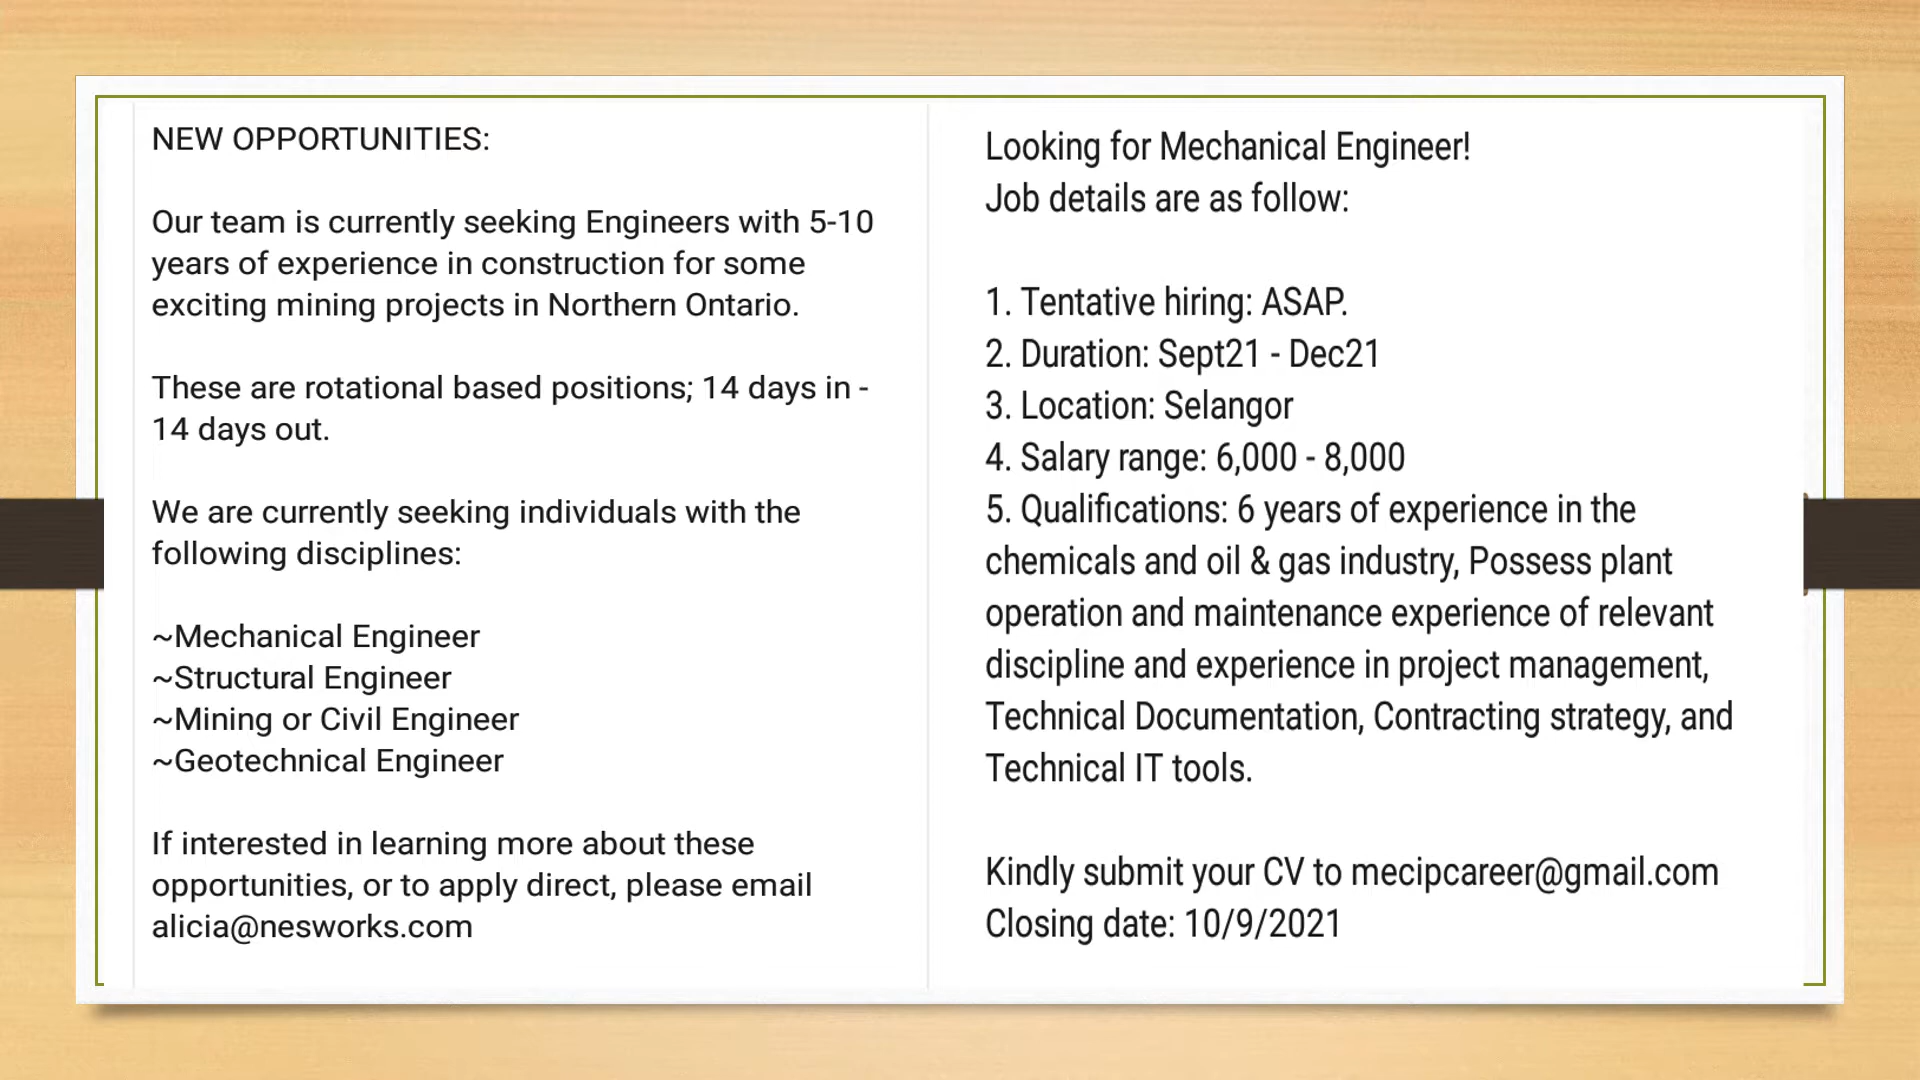 NEW OPPORTUNITIES:
Our team is currently seeking Engineers with 5-10
years of experience in construction for some
exciting mining projects in Northern Ontario.
These are rotational based positions; 14 days in -
14 days out.
We are currently seeking individuals with the
following disciplines:
~Mechanical Engineer
~Structural Engineer
~Mining or Civil Engineer
~Geotechnical Engineer
If interested in learning more about these
opportunities, or to apply direct, please email
alicia@nesworks.com
Looking for Mechanical Engineer!
Job details are as follow:
1. Tentative hiring: ASAP.
2. Duration: Sept21 - Dec21
3. Location: Selangor
4. Salary range: 6,000 - 8,000
5. Qualifications: 6 years of experience in the
chemicals and oil & gas industry, Possess plant
operation and maintenance experience of relevant
discipline and experience in project management,
Technical Documentation, Contracting strategy, and
Technical IT tools.
Kindly submit your CV to mecipcareer@gmail.com
Closing date: 10/9/2021